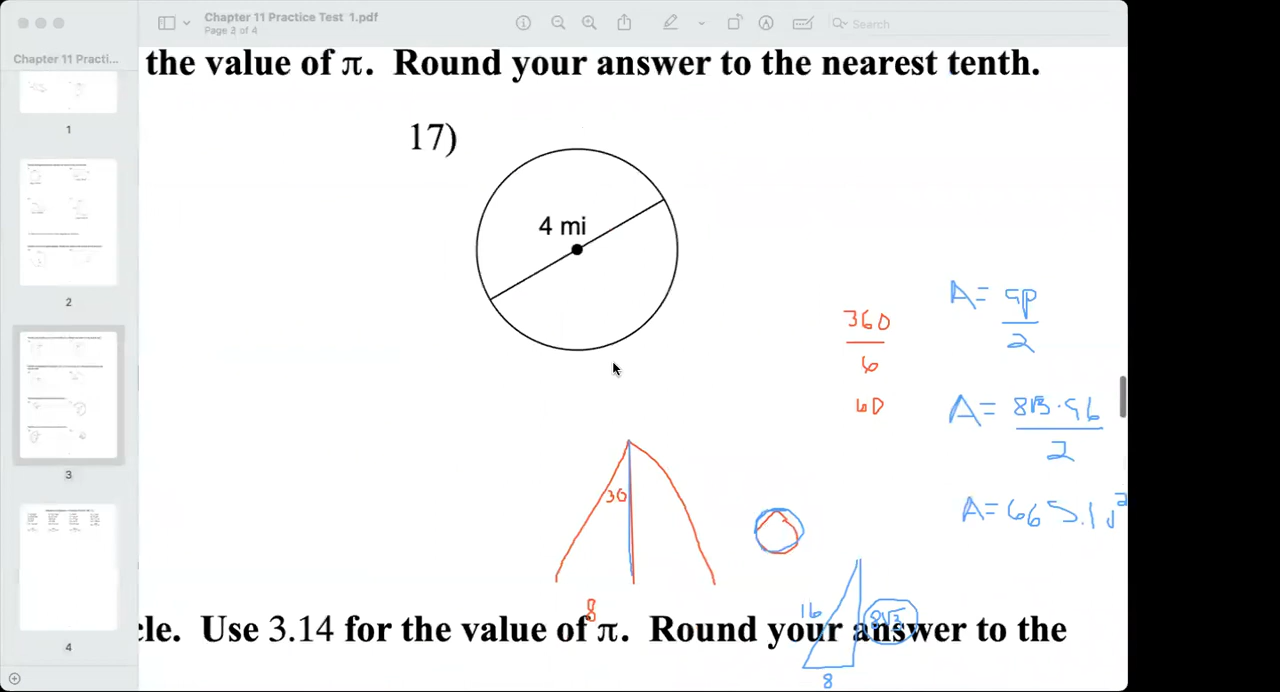 Chapter 11 Practice Test 1.pdf
Page 2 of 4
Search
Chapter 11 Practi...
1
2
3
4
the value of π. Round your answer to the nearest tenth.
17)
4 mi
360
6
60
A = ap
2
A = 8√3 · 96
2
A = 665.1
30
8
16
8√3
8
cle. Use 3.14 for the value of π. Round your answer to the